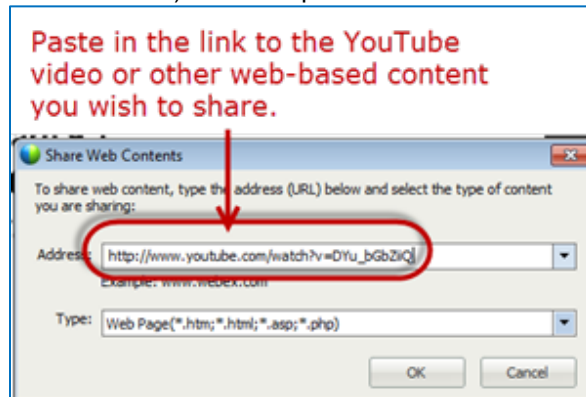 Paste in the link to the YouTube
video or other web-based content
you wish to share.
Share Web Contents
To share web content, type the address (URL) below and select the type of content
you are sharing:
Address: http://www.youtube.com/watch?v=DYu_bGbZiiQ
Example: www.webex.com
Type: Web Page(*.htm;*.html;*.asp;*.php)
OK Cancel